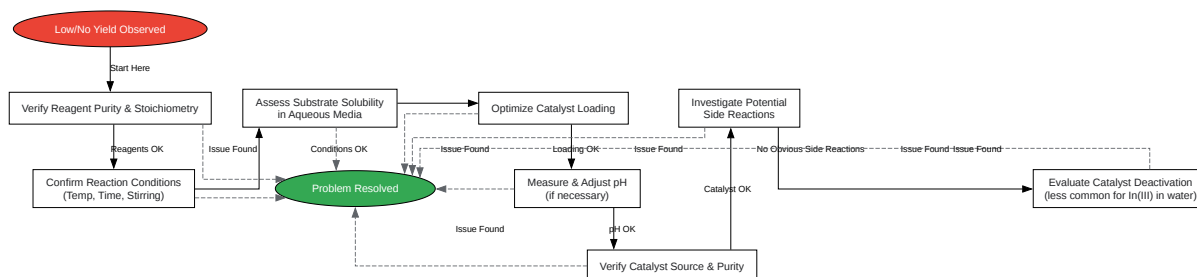 Low/No Yield Observed
Start Here
Verify Reagent Purity & Stoichiometry
Assess Substrate Solubility
in Aqueous Media
Optimize Catalyst Loading
Investigate Potential
Side Reactions
Reagents OK
Issue Found
Conditions OK
Issue Found
Loading OK
Issue Found
No Obvious Side Reactions
Issue Found
Issue Found
Confirm Reaction Conditions
(Temp, Time, Stirring)
Problem Resolved
Measure & Adjust pH
(if necessary)
Catalyst OK
Evaluate Catalyst Deactivation
(less common for In(III) in water)
Issue Found
pH OK
Verify Catalyst Source & Purity